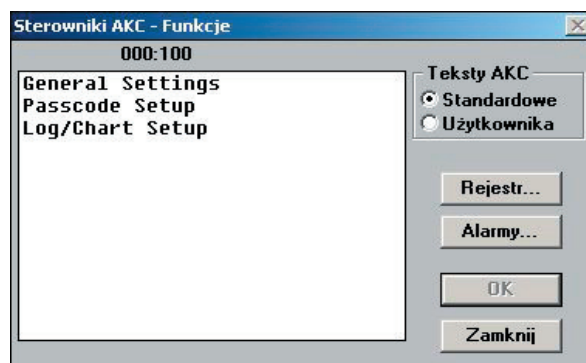 Sterowniki AKC - Funkcje
000:100
General Settings
Passcode Setup
Log/Chart Setup
Teksty AKC
Standardowe
Użytkownika
Rejestr...
Alarmy...
OK
Zamknij